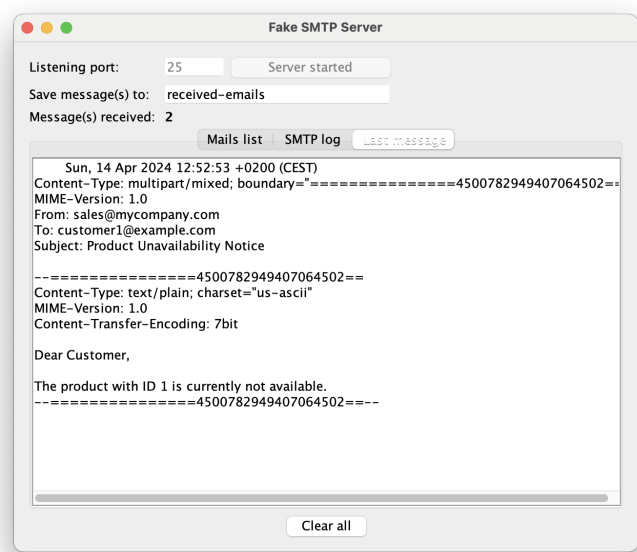 Fake SMTP Server
Listening port: 25 Server started
Save message(s) to: received-emails
Message(s) received: 2
Mails list SMTP log Last message
Sun, 14 Apr 2024 12:52:53 +0200 (CEST)
Content-Type: multipart/mixed; boundary="===============4500782949407064502==
MIME-Version: 1.0
From: sales@mycompany.com
To: customer1@example.com
Subject: Product Unavailability Notice
--===============4500782949407064502==
Content-Type: text/plain; charset="us-ascii"
MIME-Version: 1.0
Content-Transfer-Encoding: 7bit
Dear Customer,
The product with ID 1 is currently not available.
--===============4500782949407064502==--
Clear all